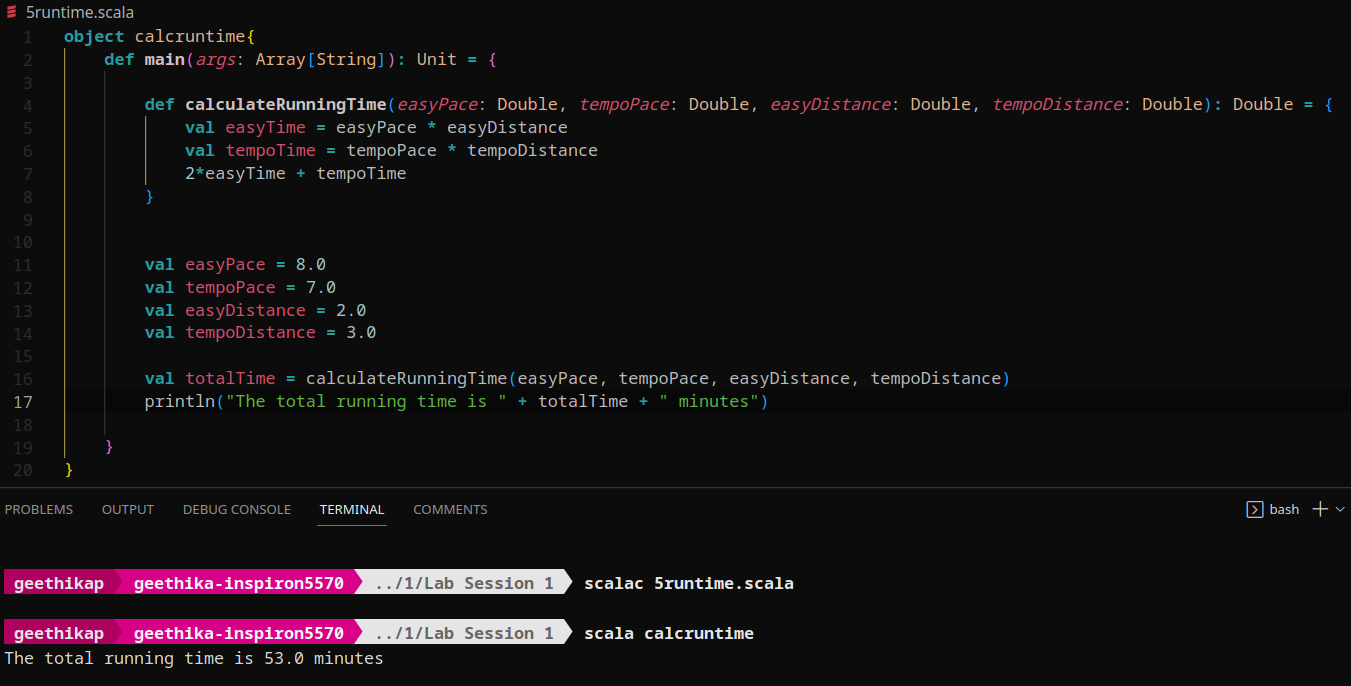 5runtime.scala
1 object calcruntime{
2 def main(args: Array[String]): Unit = {
3
4 def calculateRunningTime(easyPace: Double, tempoPace: Double, easyDistance: Double, tempoDistance: Double): Double = {
5 val easyTime = easyPace * easyDistance
6 val tempoTime = tempoPace * tempoDistance
7 2*easyTime + tempoTime
8 }
9
10
11 val easyPace = 8.0
12 val tempoPace = 7.0
13 val easyDistance = 2.0
14 val tempoDistance = 3.0
15
16 val totalTime = calculateRunningTime(easyPace, tempoPace, easyDistance, tempoDistance)
17 println("The total running time is " + totalTime + " minutes")
18
19 }
20 }
PROBLEMS OUTPUT DEBUG CONSOLE TERMINAL COMMENTS bash
geethikap geethika-inspiron5570 ../1/Lab Session 1 scalac 5runtime.scala
geethikap geethika-inspiron5570 ../1/Lab Session 1 scala calcruntime
The total running time is 53.0 minutes